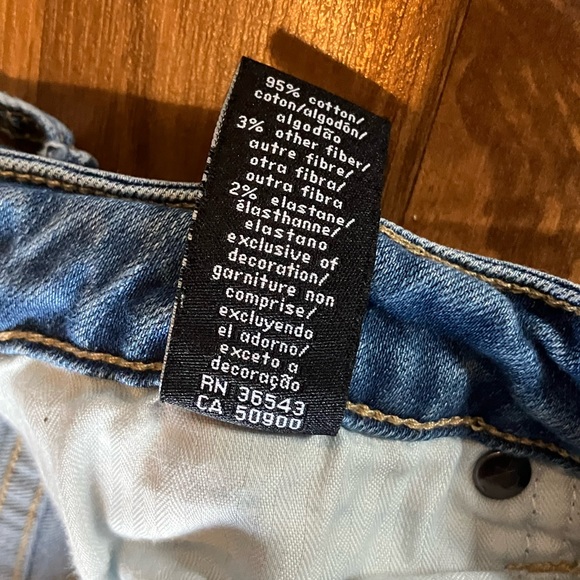 95% cotton/
coton/algodón/
algodão
3% other fiber/
autre fibre/
otra fibra/
outra fibra
2% elastane/
élasthanne/
elastano
exclusive of
decoration/
garniture non
comprise/
excluyendo
el adorno/
exceto a
decoração
RN 36543
CA 50900